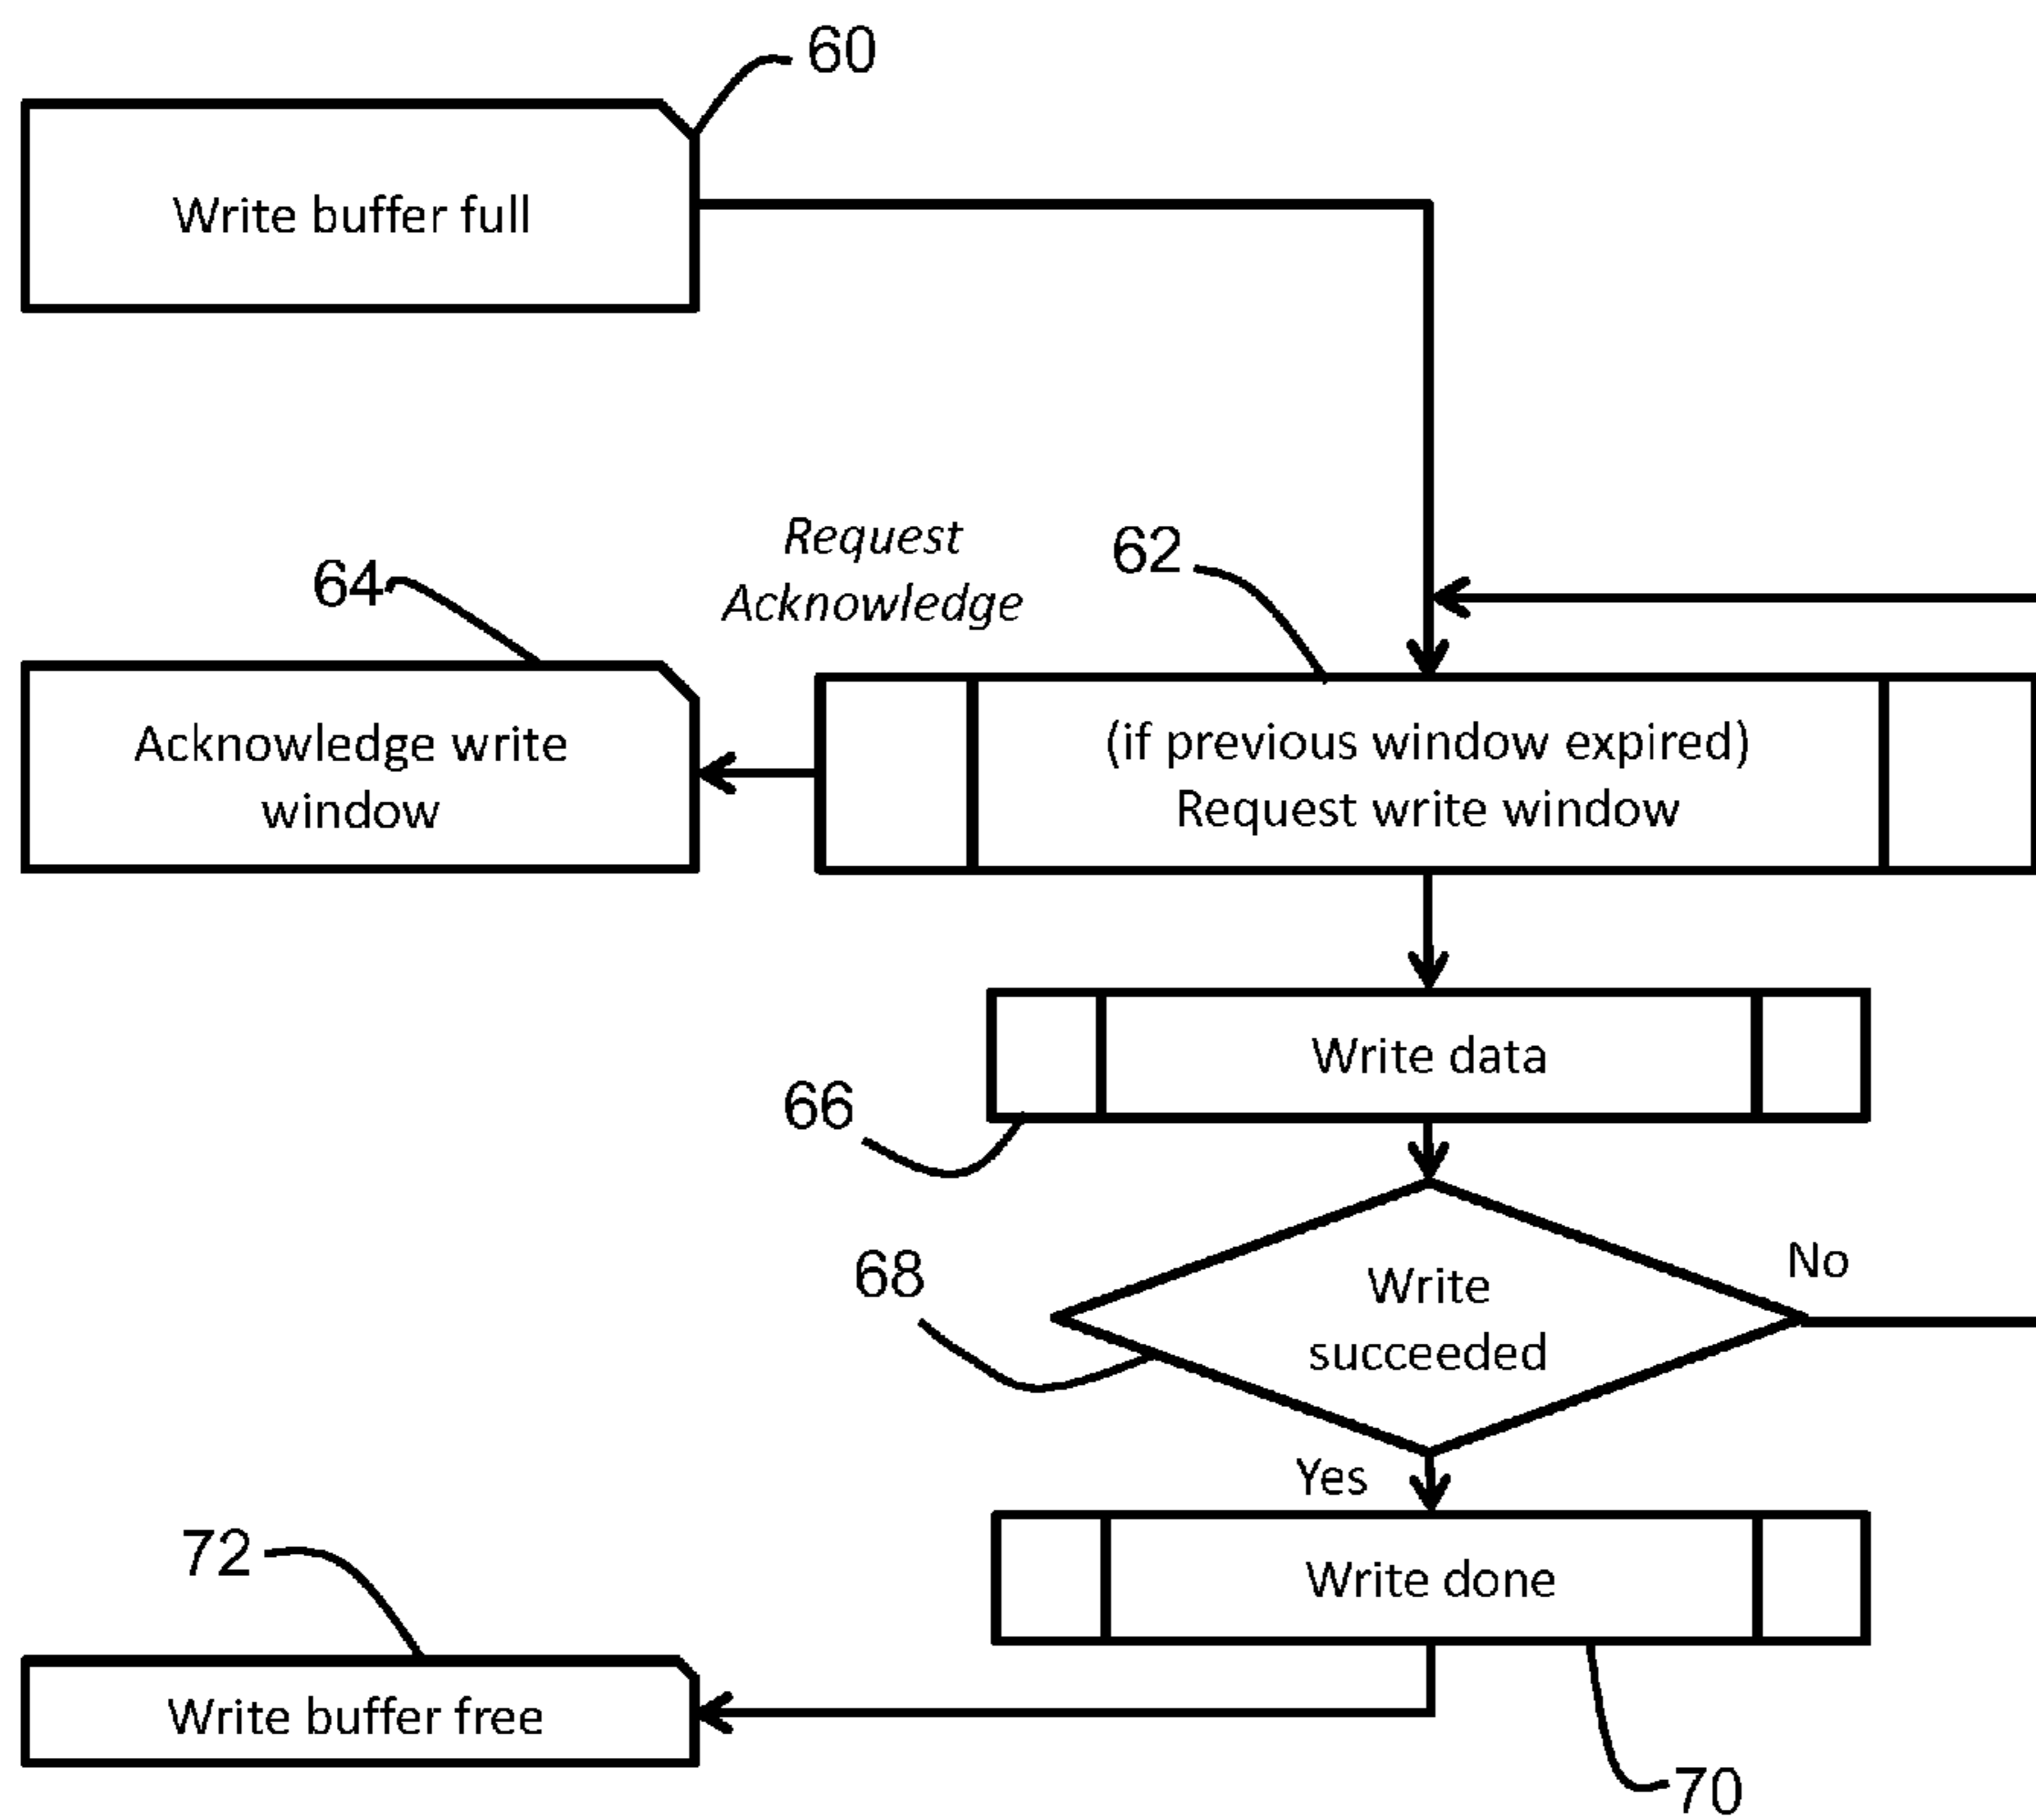 60
Write buffer full
Request
Acknowledge
62
64
Acknowledge write
window
(if previous window expired)
Request write window
Write data
66
68
Write
succeeded
No
Yes
72
Write done
Write buffer free
70